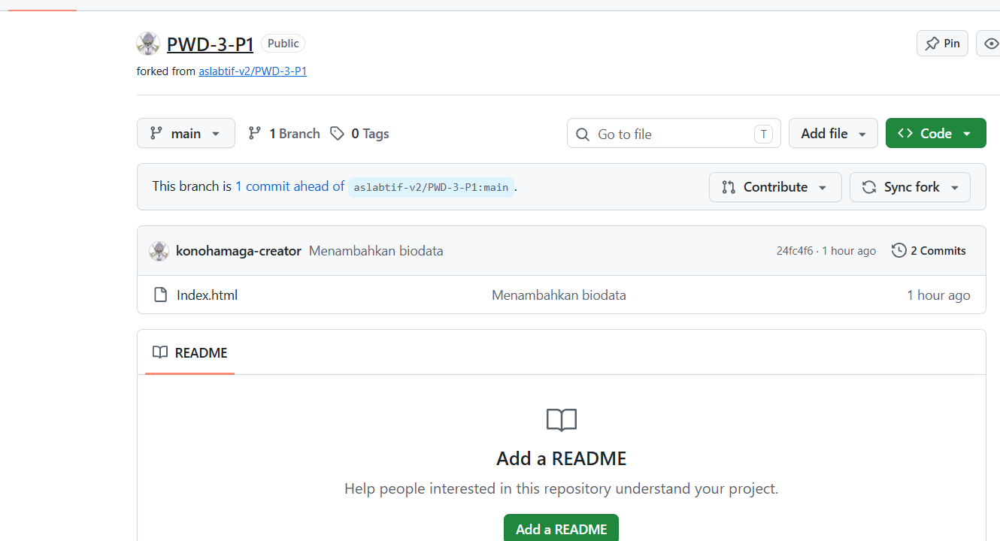 PWD-3-P1 Public Pin
forked from aslabtif-v2/PWD-3-P1
main 1 Branch 0 Tags Go to file T Add file Code
This branch is 1 commit ahead of aslabtif-v2/PWD-3-P1:main . Contribute Sync fork
konohamaga-creator Menambahkan biodata 24fc4f6 · 1 hour ago 2 Commits
Index.html Menambahkan biodata 1 hour ago
README
Add a README
Help people interested in this repository understand your project.
Add a README